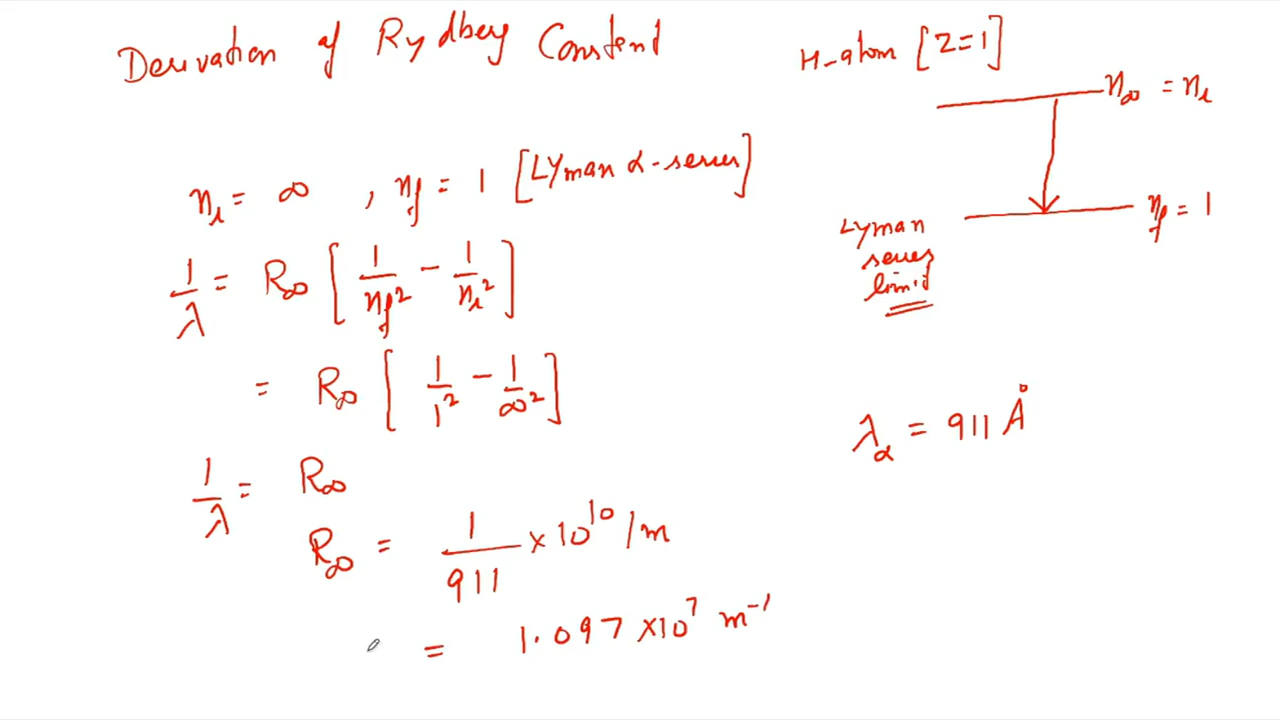 Derivation of Rydberg Constent
H-atom [Z=1]
n∞ = ni
ni = ∞ , nf = 1 [Lyman α-series]
nf = 1
Lyman
series
limit
1/λ = R∞ [1/nf² - 1/ni²]
= R∞ [1/1² - 1/∞²]
λα = 911 Å
1/λ = R∞
R∞ = 1/911 × 10¹⁰ /m
= 1.097 × 10⁷ m⁻¹